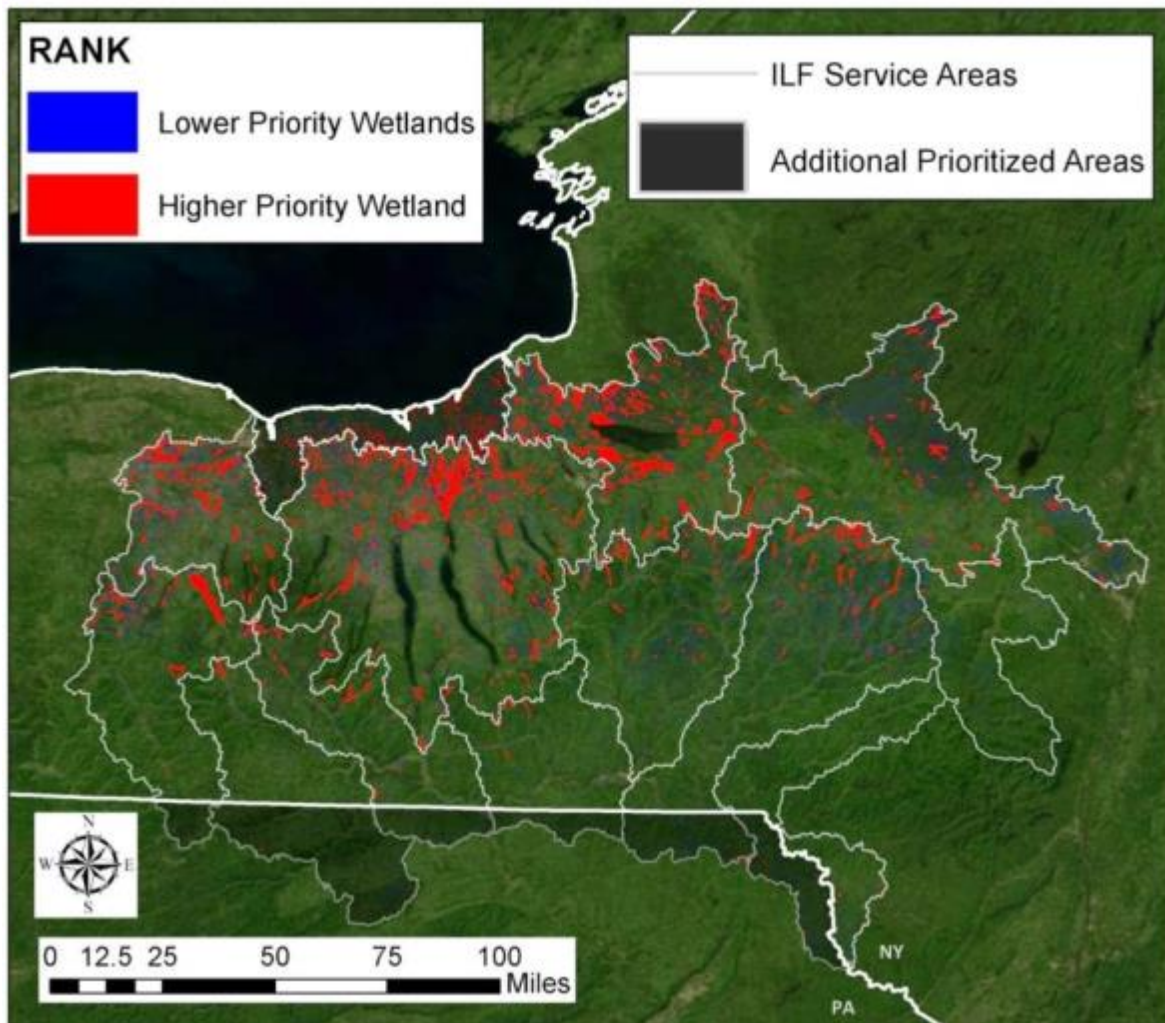 RANK
Lower Priority Wetlands
Higher Priority Wetland
ILF Service Areas
Additional Prioritized Areas
N
W E
S
0 12.5 25 50 75 100
Miles
NY
PA